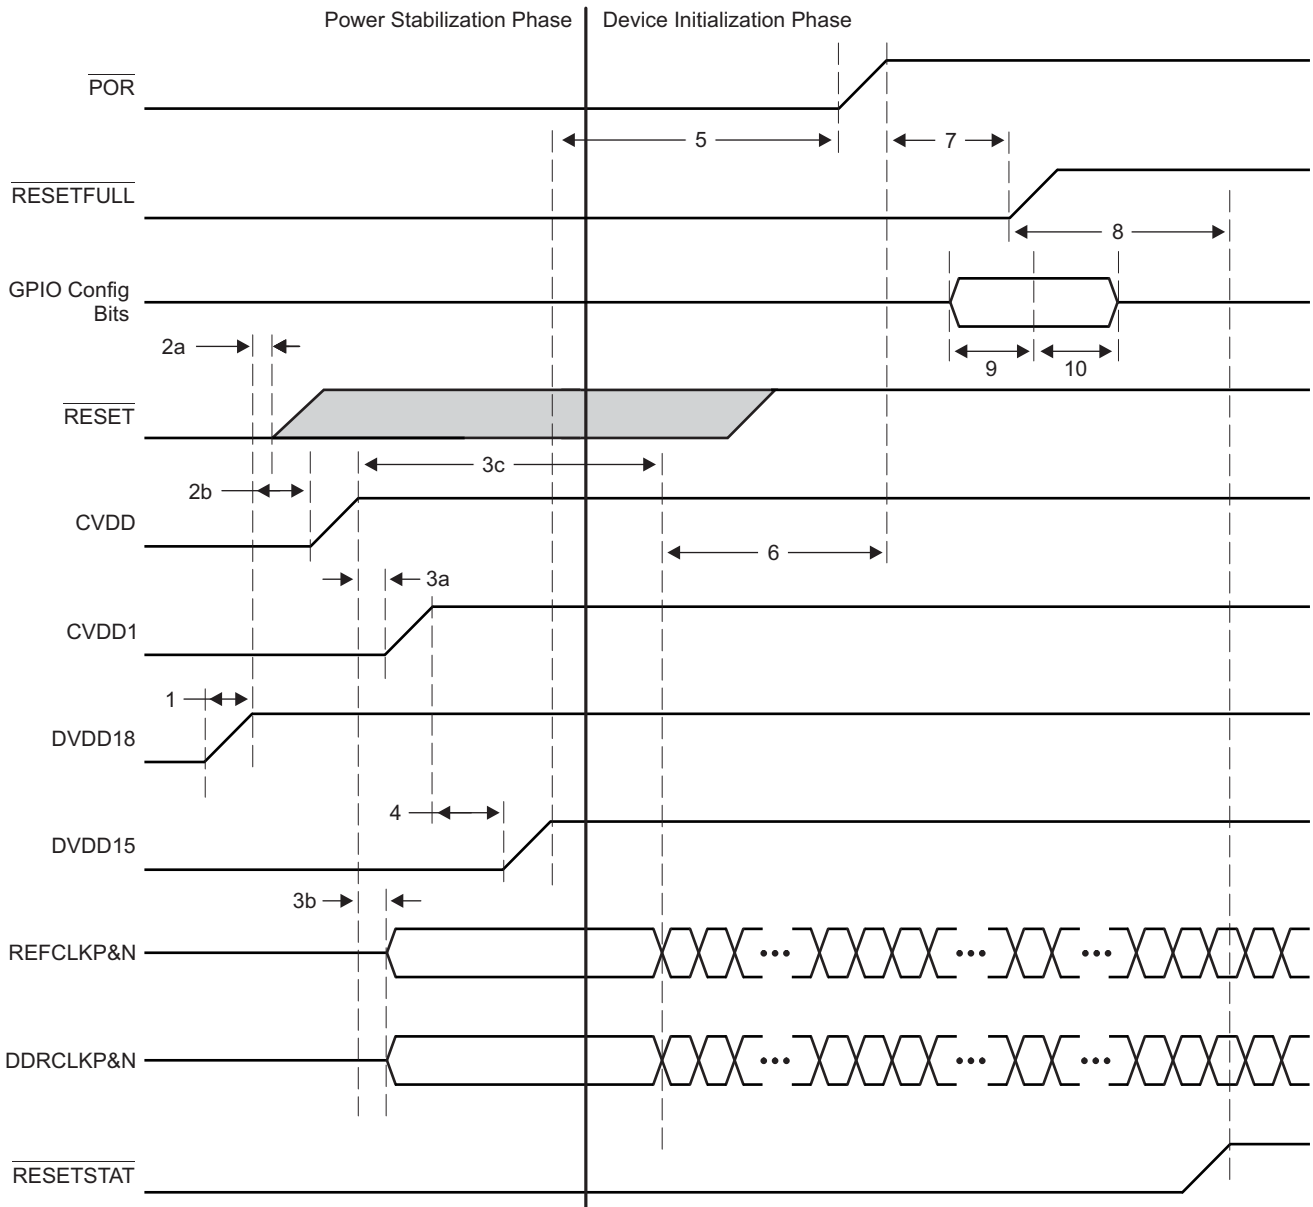 Power Stabilization Phase
Device Initialization Phase
POR
5
7
RESETFULL
8
GPIO Config
Bits
2a
9
10
RESET
3c
2b
CVDD
6
3a
CVDD1
1
DVDD18
4
DVDD15
3b
REFCLKP&N
DDRCLKP&N
RESETSTAT